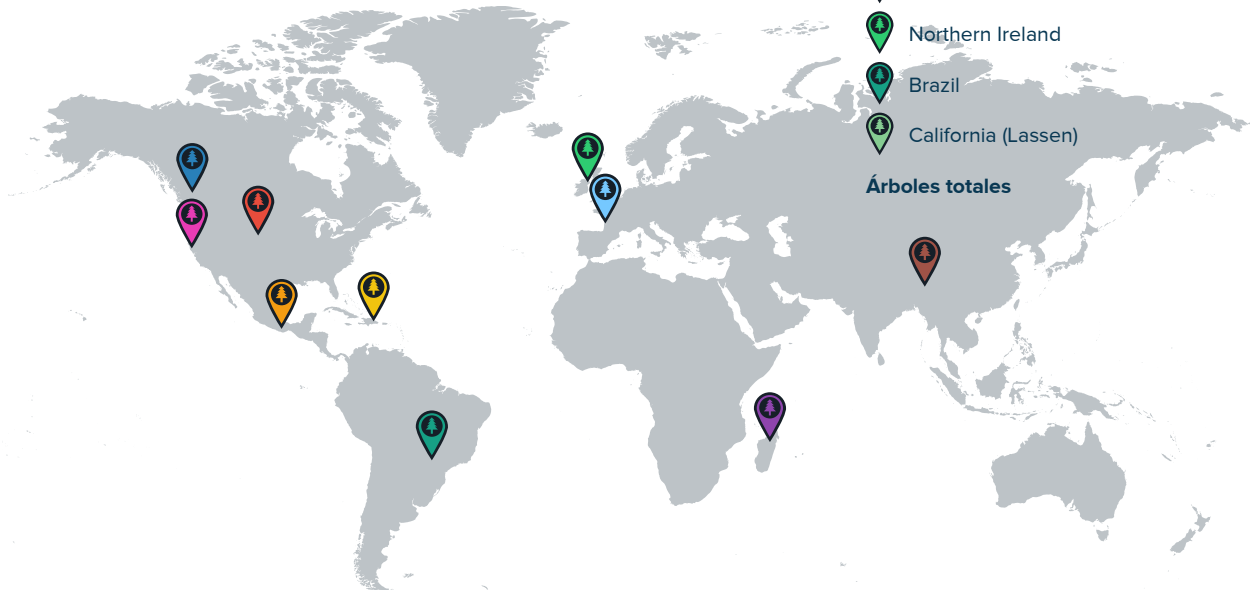 Northern Ireland
Brazil
California (Lassen)
Árboles totales